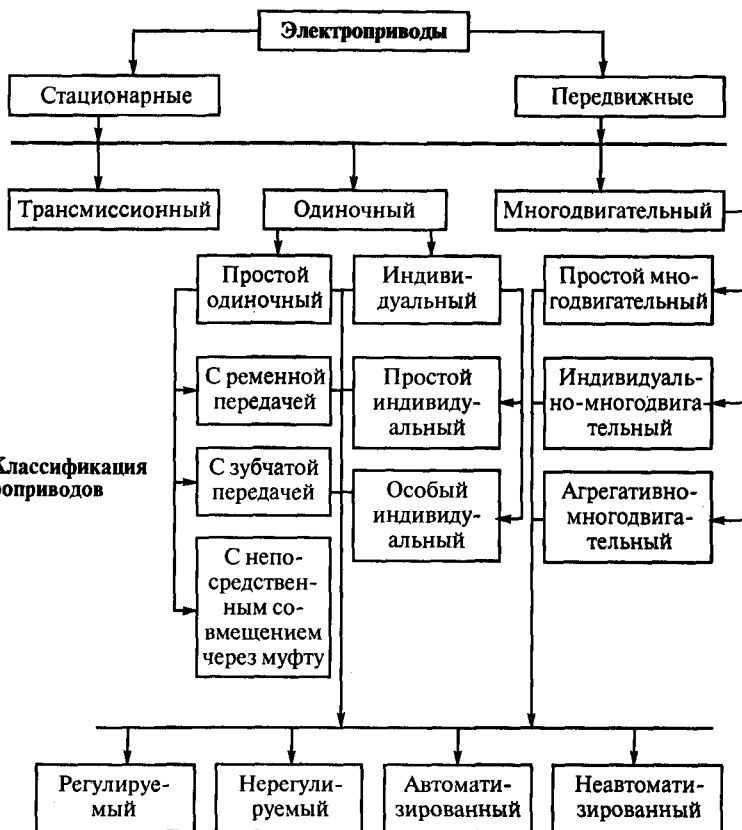 Электроприводы
Стационарные
Передвижные
Трансмиссионный
Одиночный
Многодвигательный
Простой
одиночный
Индиви-
дуальный
Простой мно-
годвигательный
С ременной
передачей
Простой
индивиду-
альный
Индивидуаль-
но-многодвига-
тельный
Классификация
роприводов
С зубчатой
передачей
Особый
индивиду-
альный
Агрегативно-
многодвига-
тельный
С непо-
средствен-
ным со-
вмещением
через муфту
Регулируе-
мый
Нерегули-
руемый
Автомати-
зированный
Неавтомати-
зированный